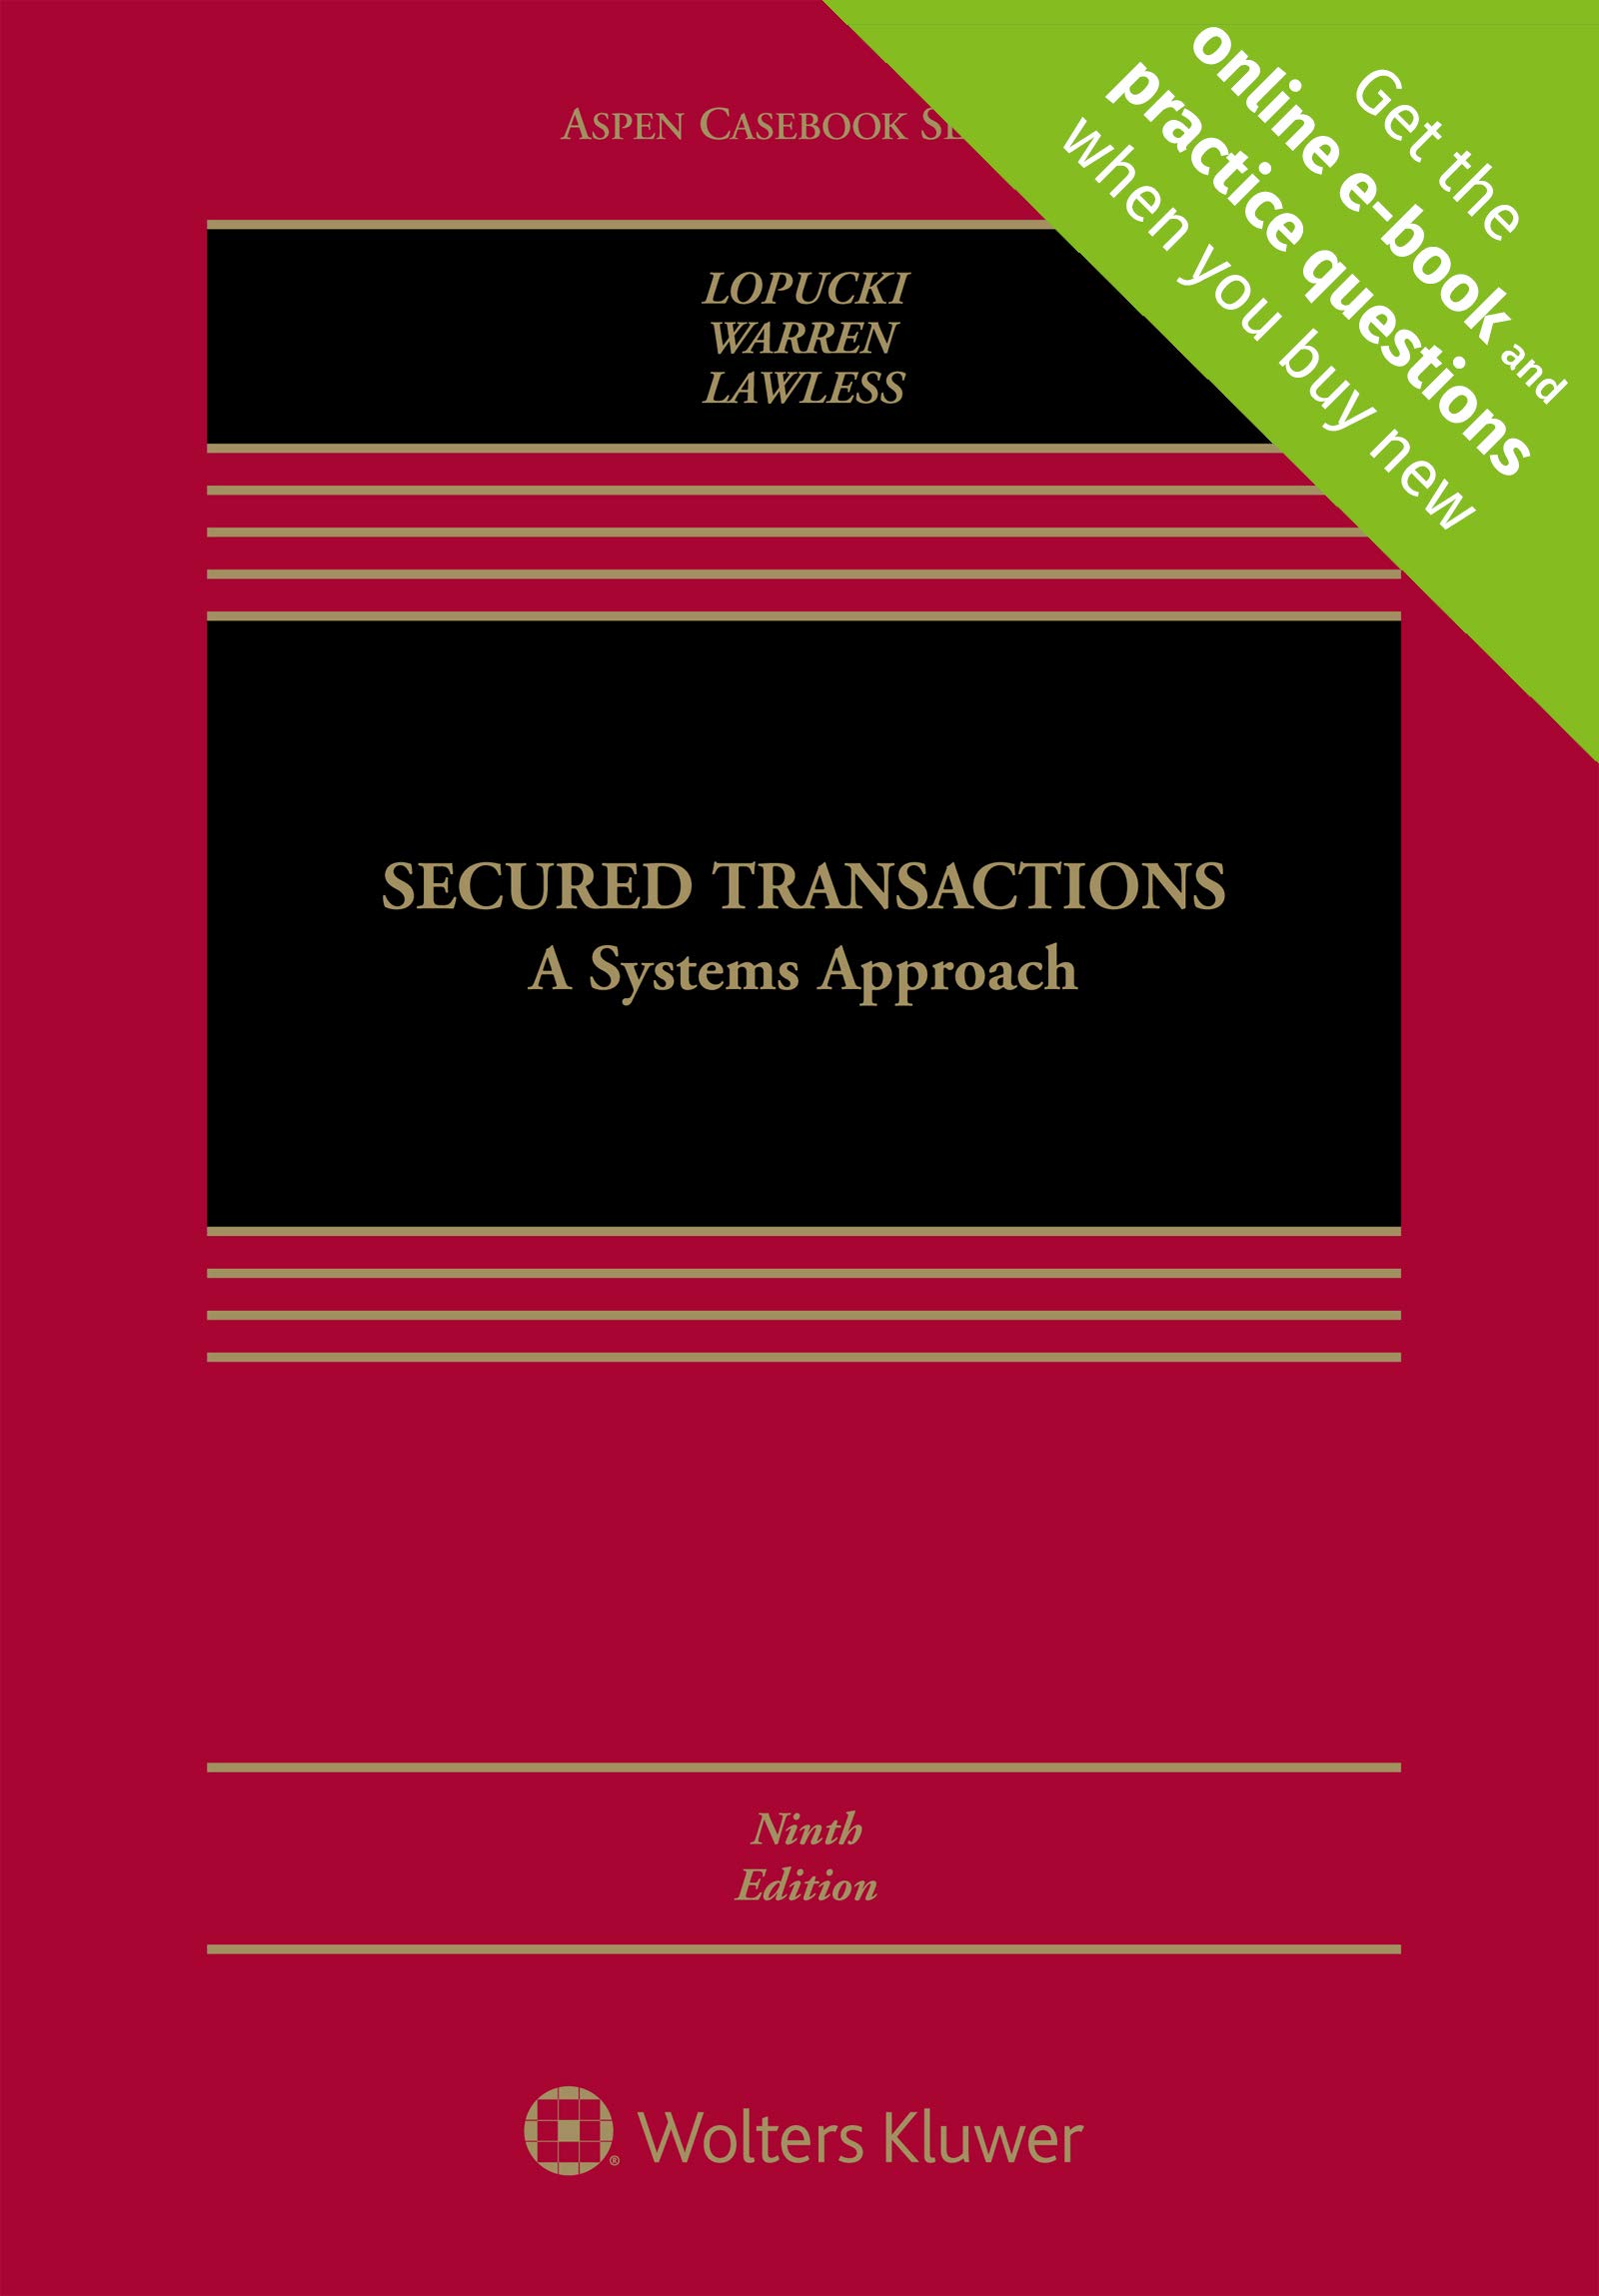 ASPEN CASEBOOK
LOPUCKI
WARREN
LAWLESS
Get the
online e-book and
practice questions
when you buy new
SECURED TRANSACTIONS
A Systems Approach
Ninth
Edition
® Wolters Kluwer